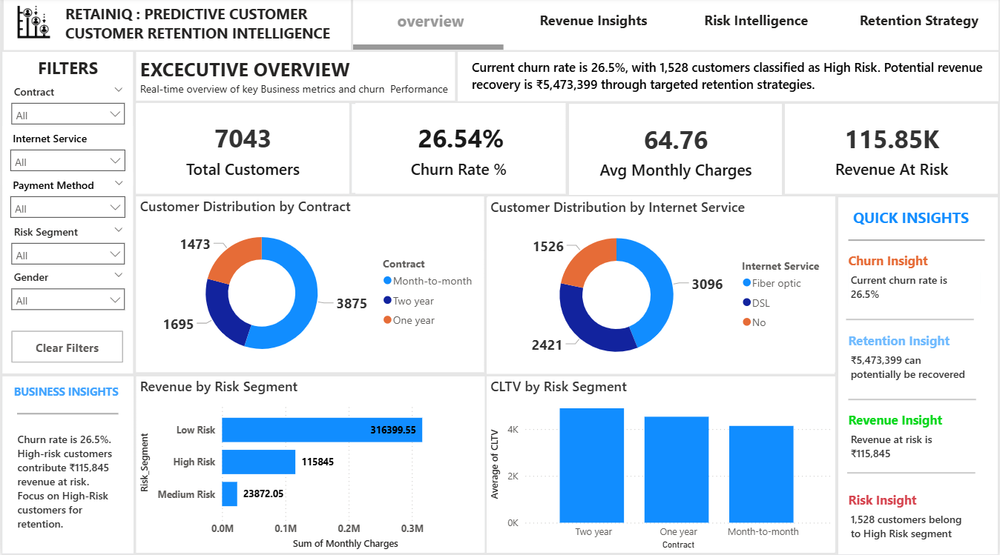 RETAINIQ : PREDICTIVE CUSTOMER
CUSTOMER RETENTION INTELLIGENCE
overview
Revenue Insights
Risk Intelligence
Retention Strategy
FILTERS
Contract
All
Internet Service
All
Payment Method
All
Risk Segment
All
Gender
All
Clear Filters
BUSINESS INSIGHTS
Churn rate is 26.5%.
High-risk customers
contribute ₹115,845
revenue at risk.
Focus on High-Risk
customers for
retention.
EXCECUTIVE OVERVIEW
Real-time overview of key Business metrics and churn Performance
Current churn rate is 26.5%, with 1,528 customers classified as High Risk. Potential revenue
recovery is ₹5,473,399 through targeted retention strategies.
7043
Total Customers
26.54%
Churn Rate %
64.76
Avg Monthly Charges
115.85K
Revenue At Risk
Customer Distribution by Contract
1473
3875
1695
Contract
Month-to-month
Two year
One year
Customer Distribution by Internet Service
1526
3096
2421
Internet Service
Fiber optic
DSL
No
Revenue by Risk Segment
Risk_Segment
Low Risk
316399.55
High Risk
115845
Medium Risk
23872.05
0.0M
0.1M
0.2M
0.3M
Sum of Monthly Charges
CLTV by Risk Segment
Average of CLTV
4K
2K
0K
Two year
One year
Month-to-month
Contract
QUICK INSIGHTS
Churn Insight
Current churn rate is
26.5%
Retention Insight
₹5,473,399 can
potentially be recovered
Revenue Insight
Revenue at risk is
₹115,845
Risk Insight
1,528 customers belong
to High Risk segment